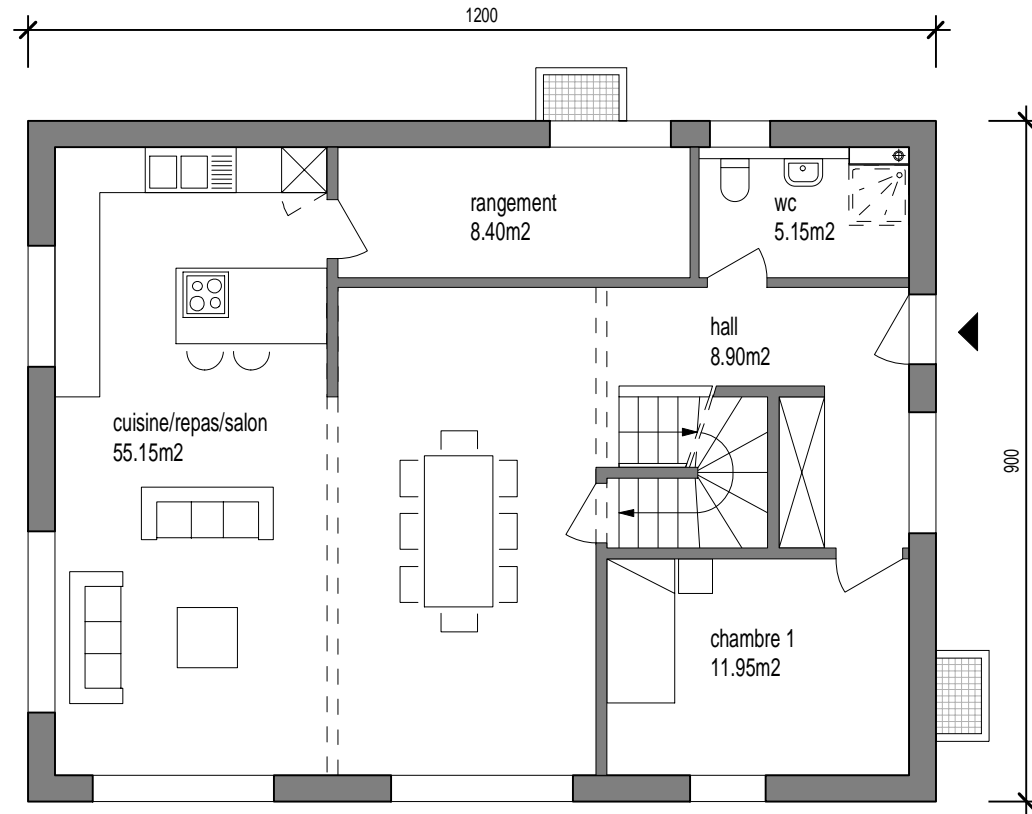 1200
rangement
8.40m2
wc
5.15m2
hall
8.90m2
cuisine/repas/salon
55.15m2
900
chambre 1
11.95m2